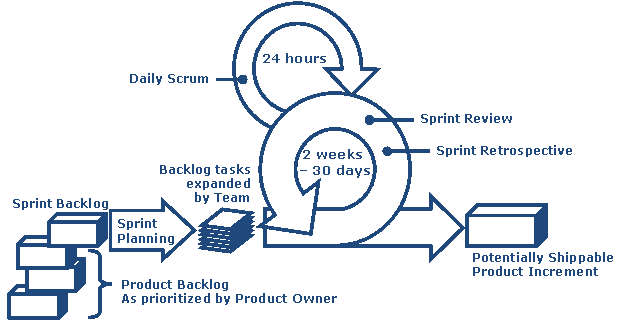 24 hours
Daily Scrum
Sprint Review
Sprint Retrospective
2 weeks
– 30 days
Backlog tasks
expanded
by Team
Sprint Backlog
Sprint
Planning
Potentially Shippable
Product Increment
Product Backlog
As prioritized by Product Owner